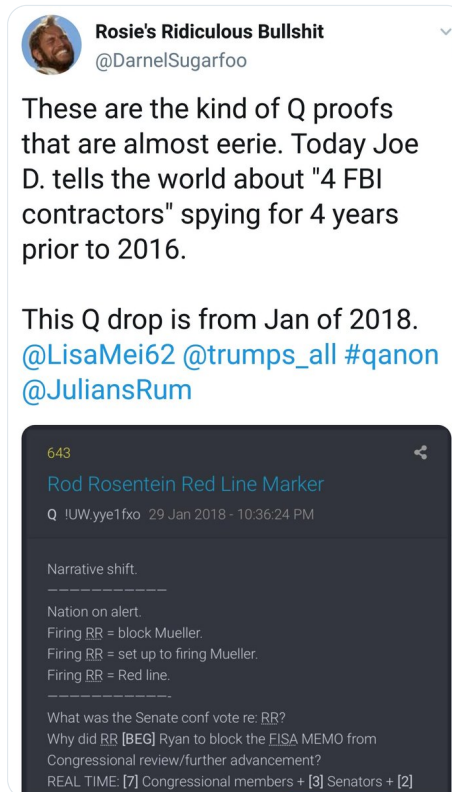 Rosie's Ridiculous Bullshit
@DarnelSugarfoo
These are the kind of Q proofs
that are almost eerie. Today Joe
D. tells the world about "4 FBI
contractors" spying for 4 years
prior to 2016.
This Q drop is from Jan of 2018.
@LisaMei62 @trumps_all #qanon
@JuliansRum
643
Rod Rosentein Red Line Marker
Q !UW.yye1fxo 29 Jan 2018 - 10:36:24 PM
Narrative shift.
———————————
Nation on alert.
Firing RR = block Mueller.
Firing RR = set up to firing Mueller.
Firing RR = Red line.
———————————-
What was the Senate conf vote re: RR?
Why did RR [BEG] Ryan to block the FISA MEMO from
Congressional review/further advancement?
REAL TIME: [7] Congressional members + [3] Senators + [2]